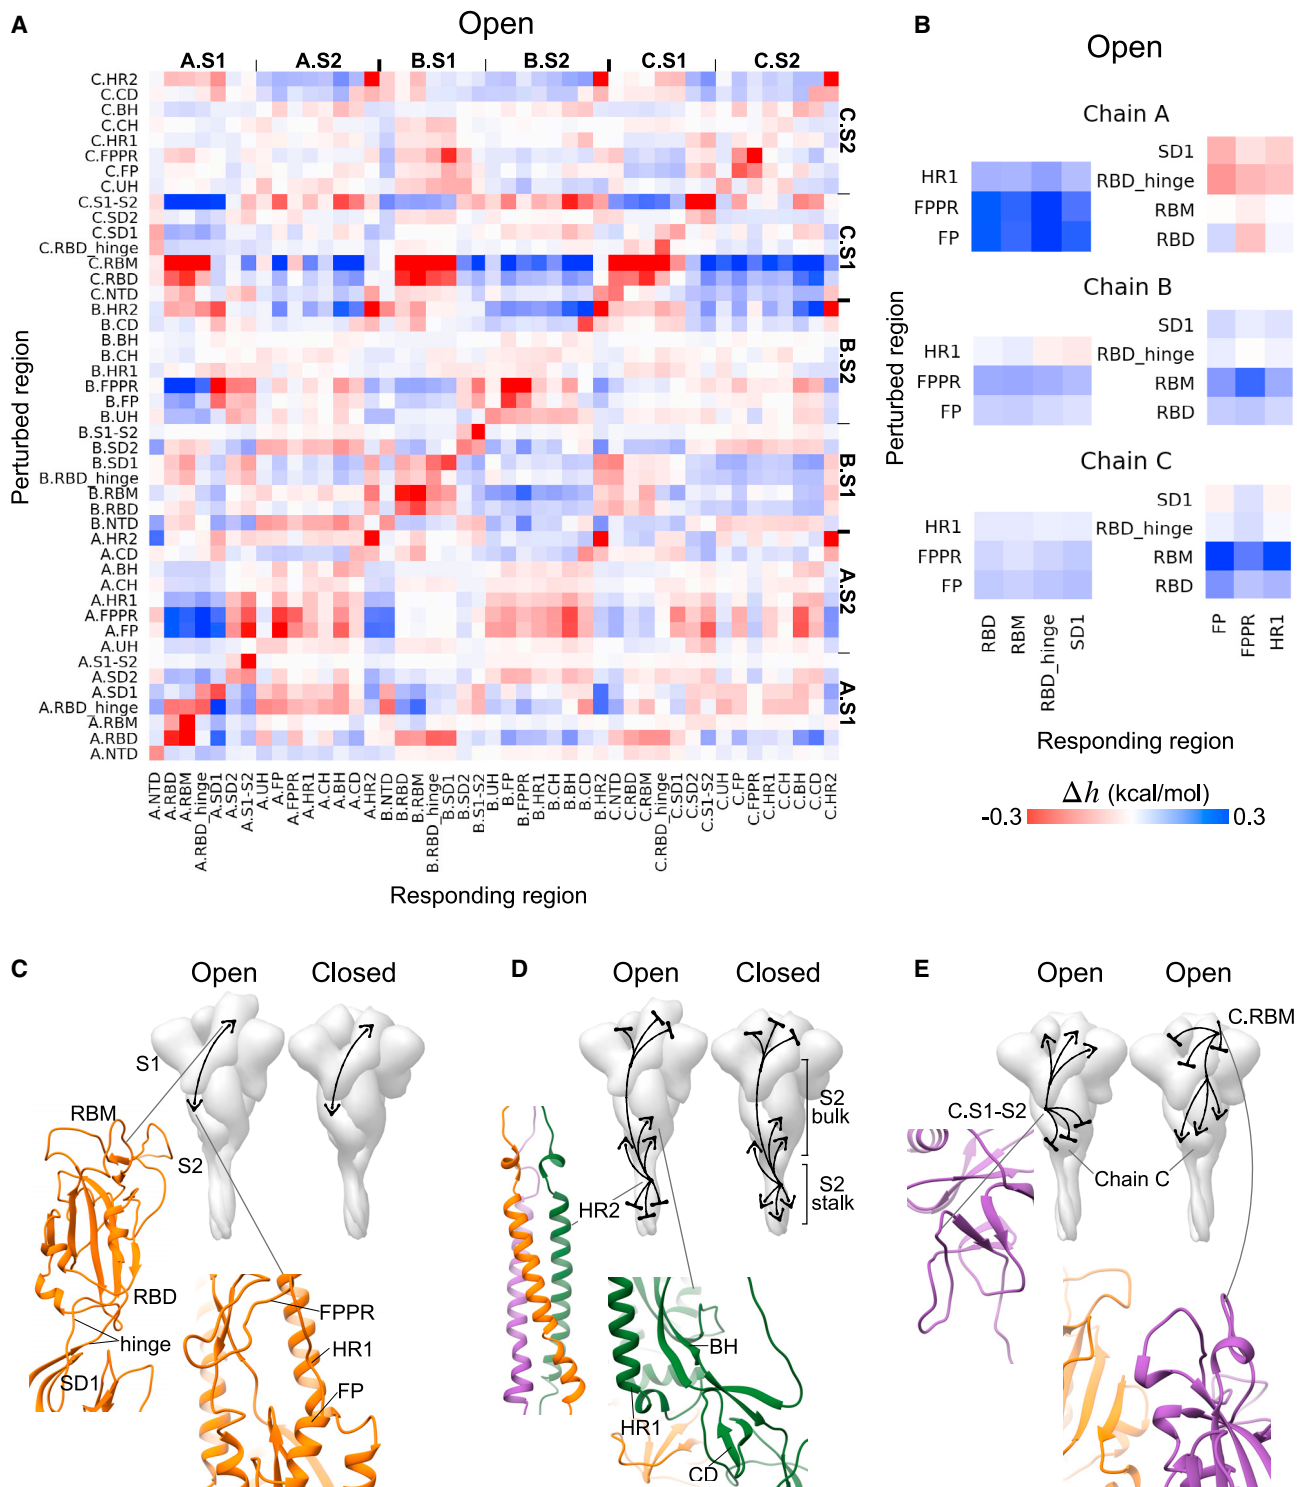 A
Open
A.S1
A.S2
B.S1
B.S2
C.S1
C.S2
C.HR2
C.CD
C.BH
C.CH
C.HR1
C.FPPR
C.FP
C.UH
C.S1-S2
C.SD2
C.SD1
C.RBD_hinge
C.RBM
C.RBD
C.NTD
B.HR2
B.CD
B.BH
B.CH
B.HR1
B.FPPR
B.FP
B.UH
B.S1-S2
B.SD2
B.SD1
B.RBD_hinge
B.RBM
B.RBD
B.NTD
A.HR2
A.CD
A.BH
A.CH
A.HR1
A.FPPR
A.FP
A.UH
A.S1-S2
A.SD2
A.SD1
A.RBD_hinge
A.RBM
A.RBD
A.NTD
Perturbed region
C.S2
C.S1
B.S2
B.S1
A.S2
A.S1
A.NTD
A.RBD
A.RBM
A.RBD_hinge
A.SD1
A.SD2
A.S1-S2
A.UH
A.FP
A.FPPR
A.HR1
A.CH
A.BH
A.CD
A.HR2
B.NTD
B.RBD
B.RBM
B.RBD_hinge
B.SD1
B.SD2
B.S1-S2
B.UH
B.FP
B.FPPR
B.HR1
B.CH
B.BH
B.CD
B.HR2
C.NTD
C.RBD
C.RBM
C.RBD_hinge
C.SD1
C.SD2
C.S1-S2
C.UH
C.FP
C.FPPR
C.HR1
C.CH
C.BH
C.CD
C.HR2
Responding region
B
Open
Chain A
HR1
FPPR
FP
SD1
RBD_hinge
RBM
RBD
Chain B
HR1
FPPR
FP
SD1
RBD_hinge
RBM
RBD
Chain C
HR1
FPPR
FP
SD1
RBD_hinge
RBM
RBD
Perturbed region
RBD
RBM
RBD_hinge
SD1
FP
FPPR
HR1
Responding region
Δh (kcal/mol)
-0.3 0.3
C
Open Closed
S1
RBM
S2
RBD
hinge
SD1
FPPR
HR1
FP
D
Open Closed
S2
bulk
S2
stalk
HR2
BH
HR1
CD
E
Open Open
C.RBM
C.S1-S2
Chain C